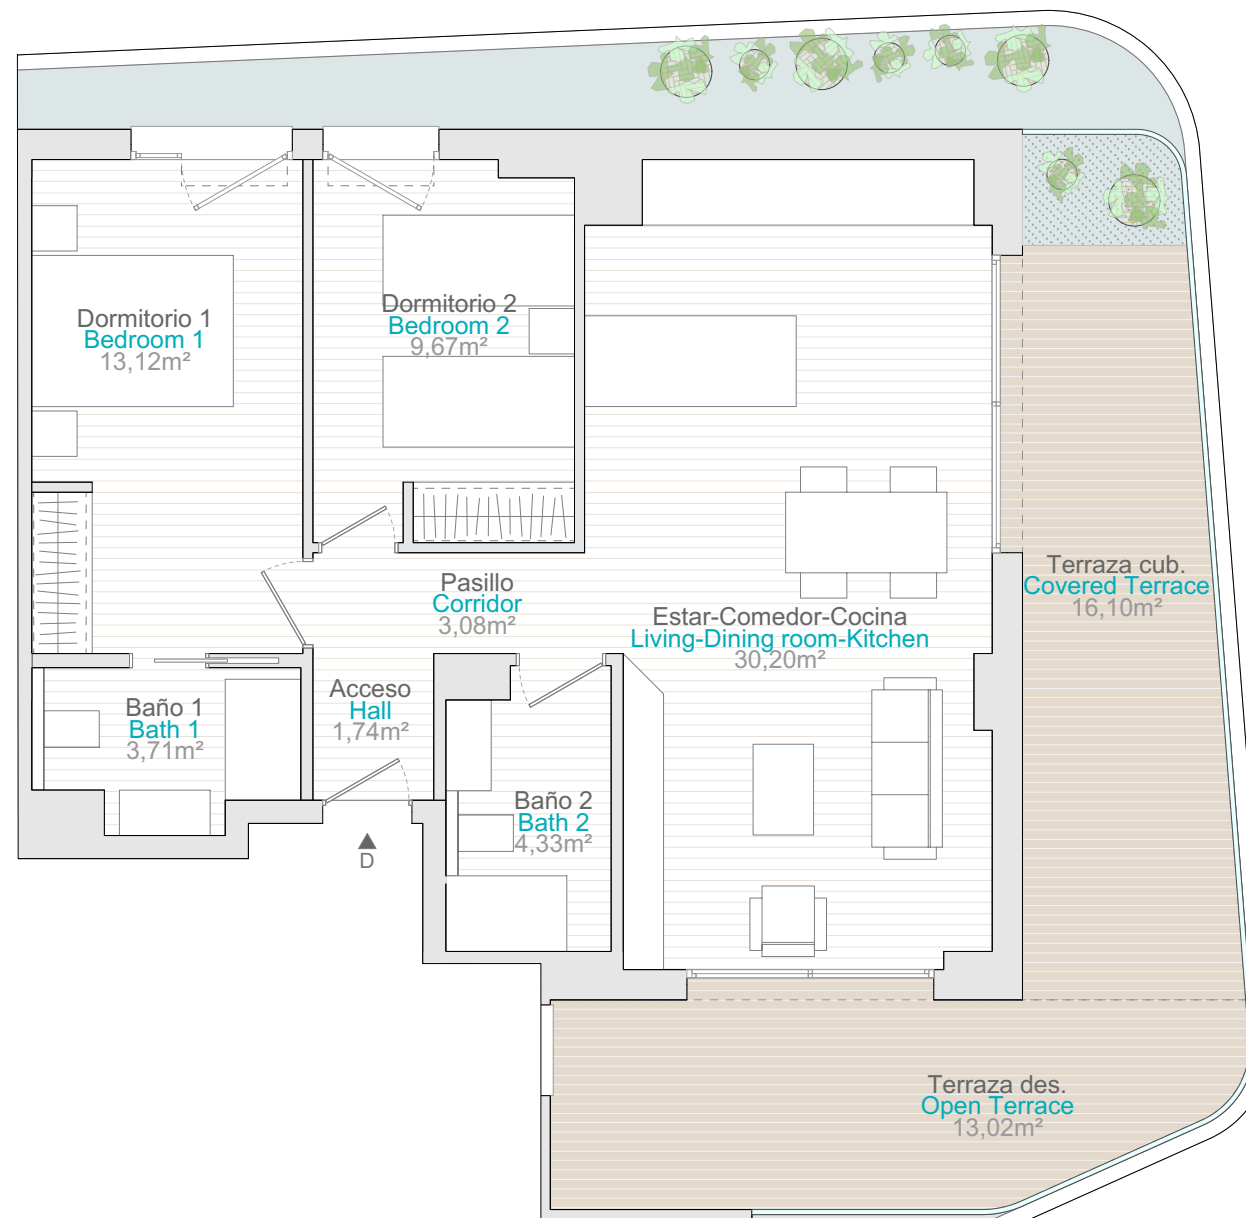 Dormitorio 1
Bedroom 1
13,12m²
Dormitorio 2
Bedroom 2
9,67m²
Pasillo
Corridor
3,08m²
Estar-Comedor-Cocina
Living-Dining room-Kitchen
30,20m²
Terraza cub.
Covered Terrace
16,10m²
Baño 1
Bath 1
3,71m²
Acceso
Hall
1,74m²
Baño 2
Bath 2
4,33m²
D
Terraza des.
Open Terrace
13,02m²